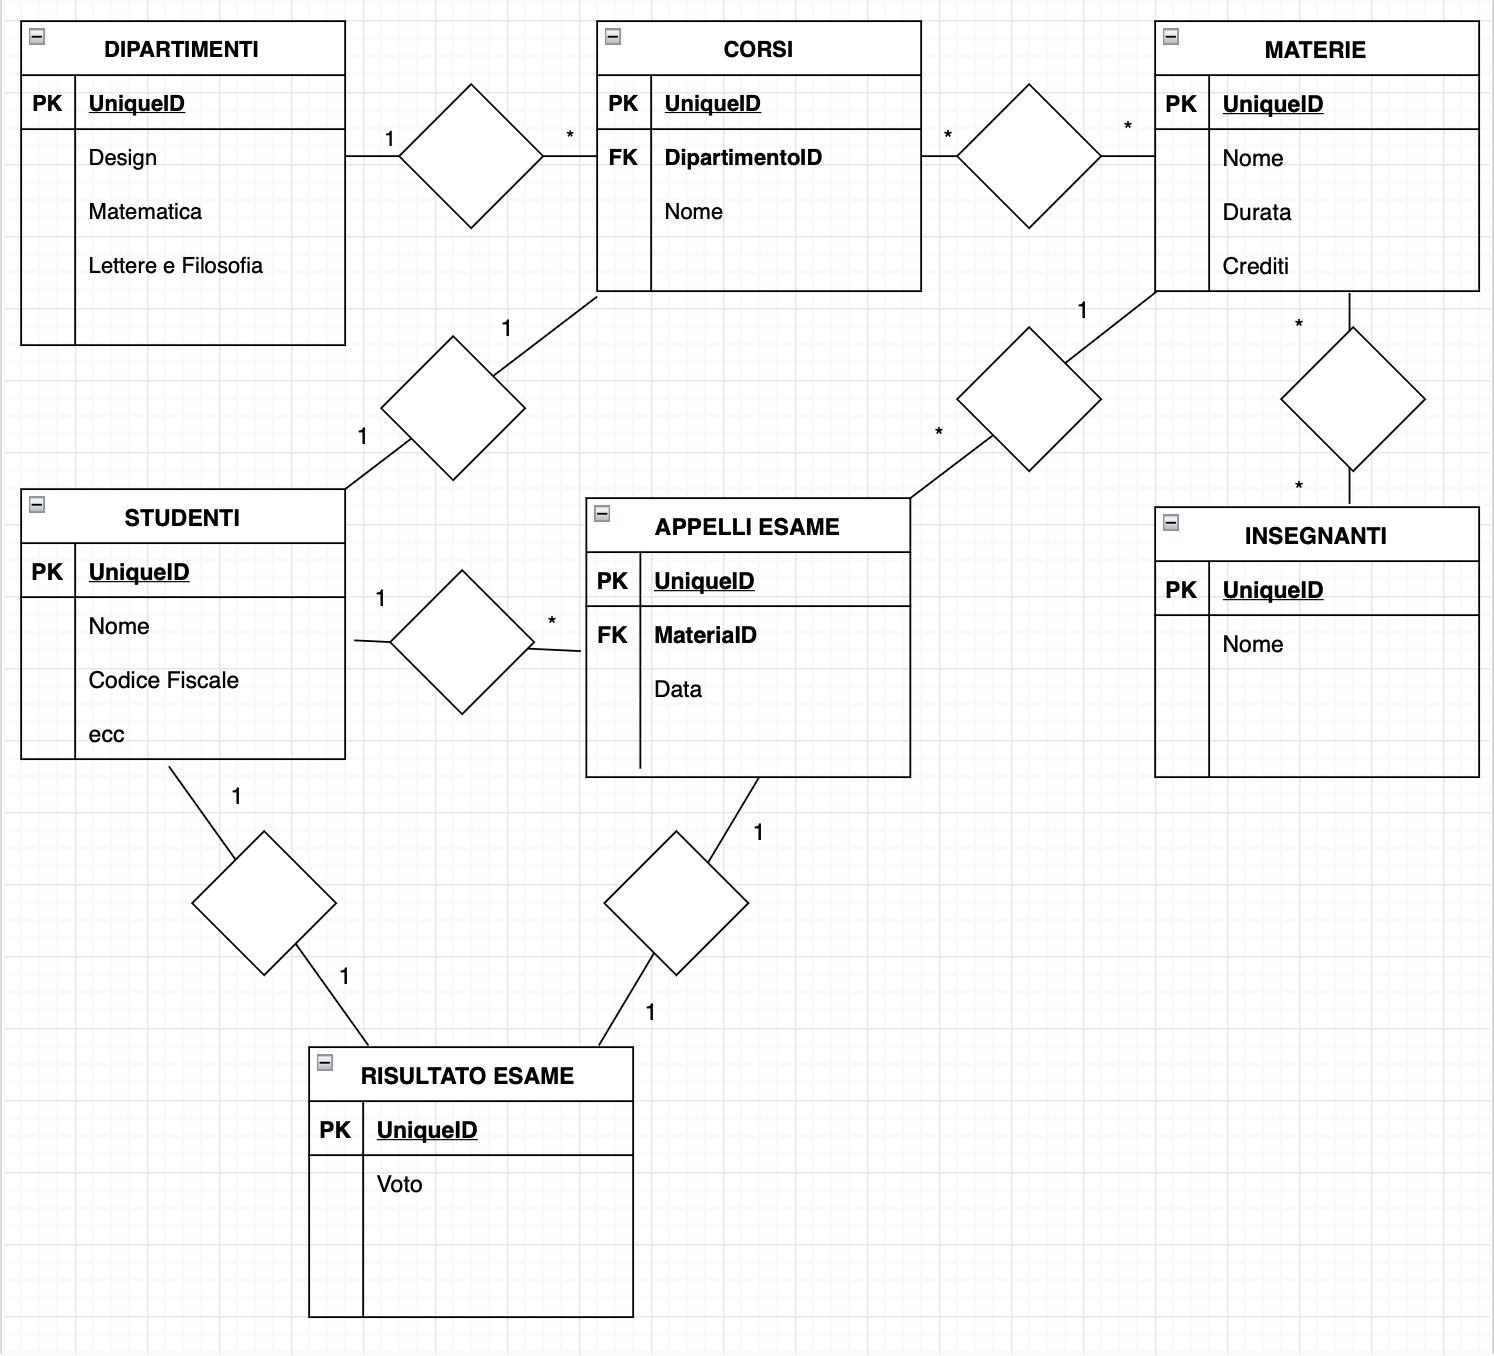 DIPARTIMENTI
PK UniqueID
Design
Matematica
Lettere e Filosofia
1
*
CORSI
PK UniqueID
FK DipartimentoID
Nome
*
*
MATERIE
PK UniqueID
Nome
Durata
Crediti
1
1
1
*
*
*
STUDENTI
PK UniqueID
Nome
Codice Fiscale
ecc
1
*
APPELLI ESAME
PK UniqueID
FK MateriaID
Data
INSEGNANTI
PK UniqueID
Nome
1
1
1
1
RISULTATO ESAME
PK UniqueID
Voto